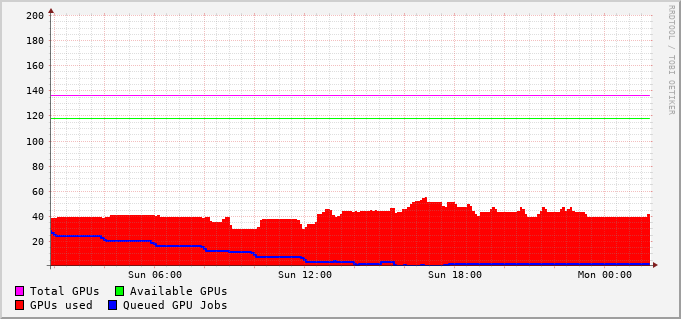 200
180
160
140
120
100
80
60
40
20
Sun 06:00 Sun 12:00 Sun 18:00 Mon 00:00
Total GPUs Available GPUs
GPUs used Queued GPU Jobs
RRDTOOL / TOBI OETIKER